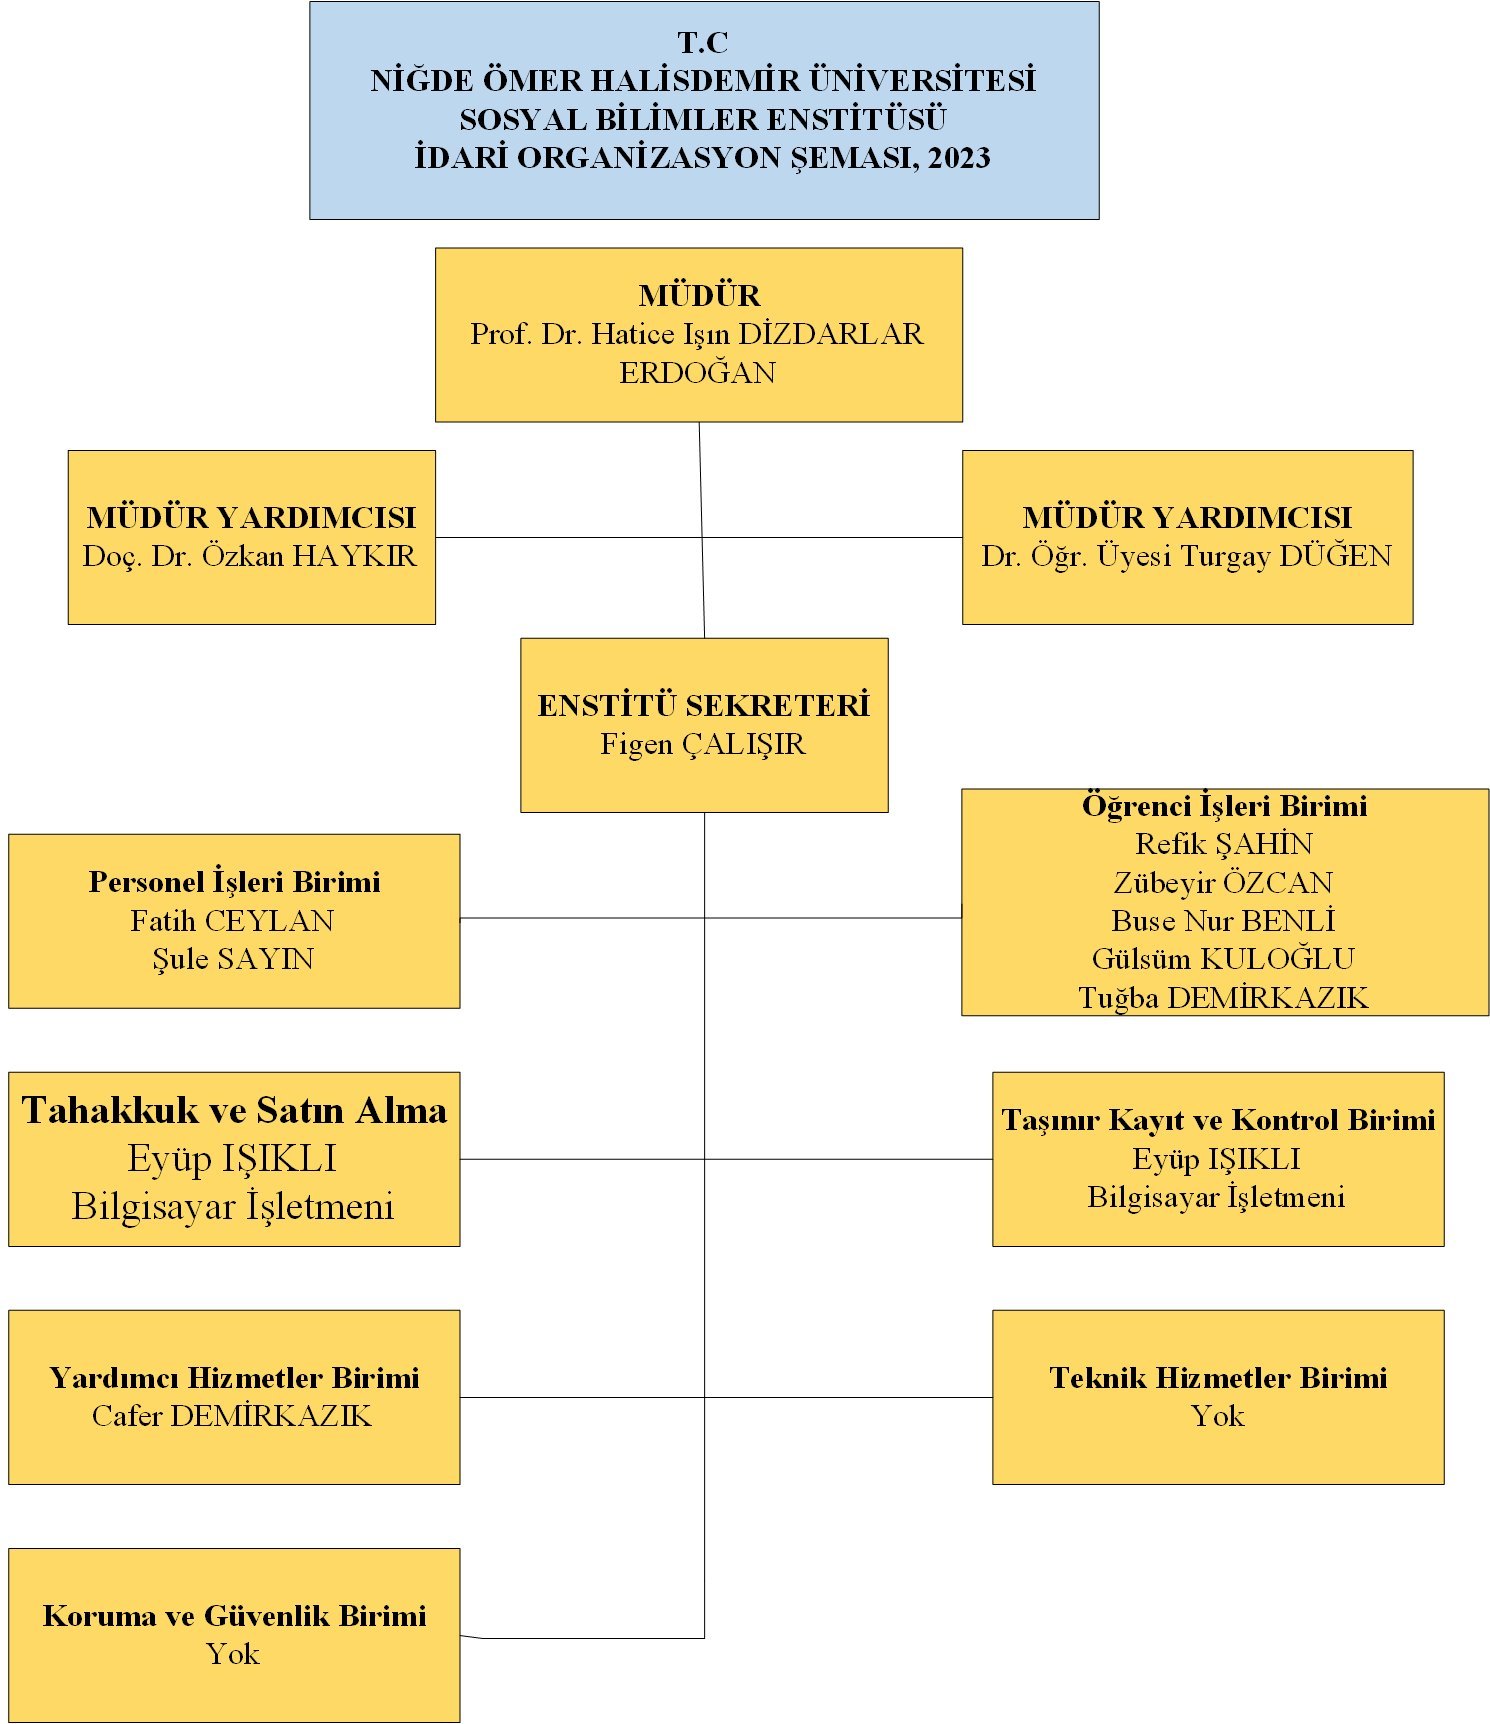 T.C
NİĞDE ÖMER HALİSDEMİR ÜNİVERSİTESİ
SOSYAL BİLİMLER ENSTİTÜSÜ
İDARİ ORGANİZASYON ŞEMASI, 2023
MÜDÜR
Prof. Dr. Hatice Işın DİZDARLAR
ERDOĞAN
MÜDÜR YARDIMCISI
Doç. Dr. Özkan HAYKIR
MÜDÜR YARDIMCISI
Dr. Öğr. Üyesi Turgay DÜĞEN
ENSTİTÜ SEKRETERİ
Figen ÇALIŞIR
Personel İşleri Birimi
Fatih CEYLAN
Şule SAYIN
Öğrenci İşleri Birimi
Refik ŞAHİN
Zübeyir ÖZCAN
Buse Nur BENLİ
Gülsüm KULOĞLU
Tuğba DEMİRKAZIK
Tahakkuk ve Satın Alma
Eyüp IŞIKLI
Bilgisayar İşletmeni
Taşınır Kayıt ve Kontrol Birimi
Eyüp IŞIKLI
Bilgisayar İşletmeni
Yardımcı Hizmetler Birimi
Cafer DEMİRKAZIK
Teknik Hizmetler Birimi
Yok
Koruma ve Güvenlik Birimi
Yok